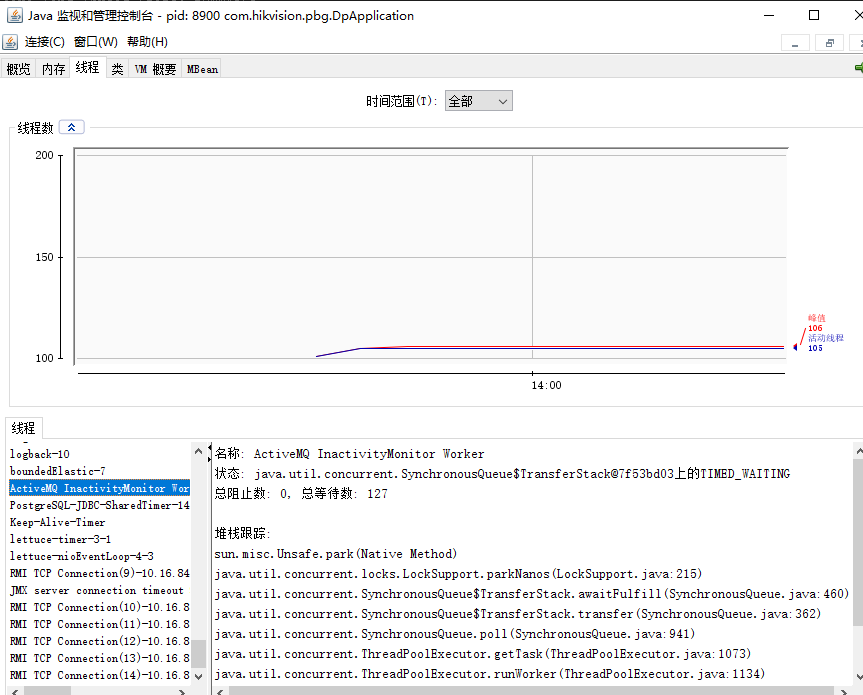 Java 监视和管理控制台 - pid: 8900 com.hikvision.pbg.DpApplication
连接(C) 窗口(W) 帮助(H)
概览 内存 线程 类 VM 概要 MBean
时间范围(T): 全部
线程数
200
150
100
14:00
峰值
106
活动线程
105
线程
logback-10
boundedElastic-7
ActiveMQ InactivityMonitor Wor
PostgreSQL-JDBC-SharedTimer-14
Keep-Alive-Timer
lettuce-timer-3-1
lettuce-nioEventLoop-4-3
RMI TCP Connection(9)-10.16.84
JMX server connection timeout
RMI TCP Connection(10)-10.16.8
RMI TCP Connection(11)-10.16.8
RMI TCP Connection(12)-10.16.8
RMI TCP Connection(13)-10.16.8
RMI TCP Connection(14)-10.16.8
名称: ActiveMQ InactivityMonitor Worker
状态: java.util.concurrent.SynchronousQueue$TransferStack@7f53bd03上的TIMED_WAITING
总阻止数: 0, 总等待数: 127
堆栈跟踪:
sun.misc.Unsafe.park(Native Method)
java.util.concurrent.locks.LockSupport.parkNanos(LockSupport.java:215)
java.util.concurrent.SynchronousQueue$TransferStack.awaitFulfill(SynchronousQueue.java:460)
java.util.concurrent.SynchronousQueue$TransferStack.transfer(SynchronousQueue.java:362)
java.util.concurrent.SynchronousQueue.poll(SynchronousQueue.java:941)
java.util.concurrent.ThreadPoolExecutor.getTask(ThreadPoolExecutor.java:1073)
java.util.concurrent.ThreadPoolExecutor.runWorker(ThreadPoolExecutor.java:1134)